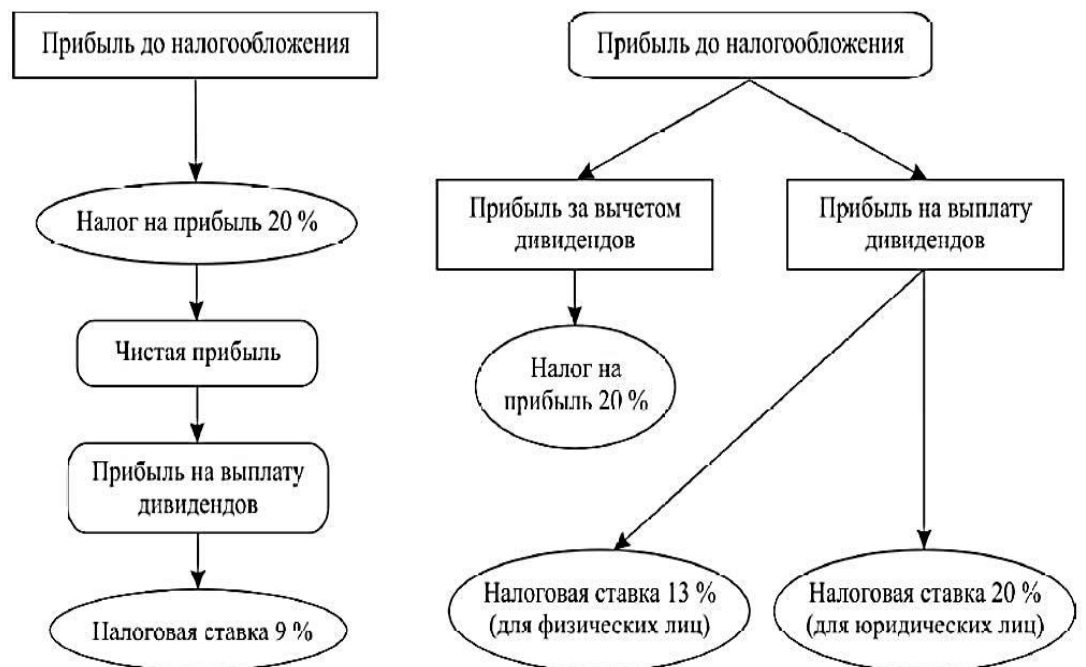 Прибыль до налогообложения
Налог на прибыль 20 %
Чистая прибыль
Прибыль на выплату
дивидендов
Налоговая ставка 9 %
Прибыль до налогообложения
Прибыль за вычетом
дивидендов
Прибыль на выплату
дивидендов
Налог на
прибыль 20 %
Налоговая ставка 13 %
(для физических лиц)
Налоговая ставка 20 %
(для юридических лиц)